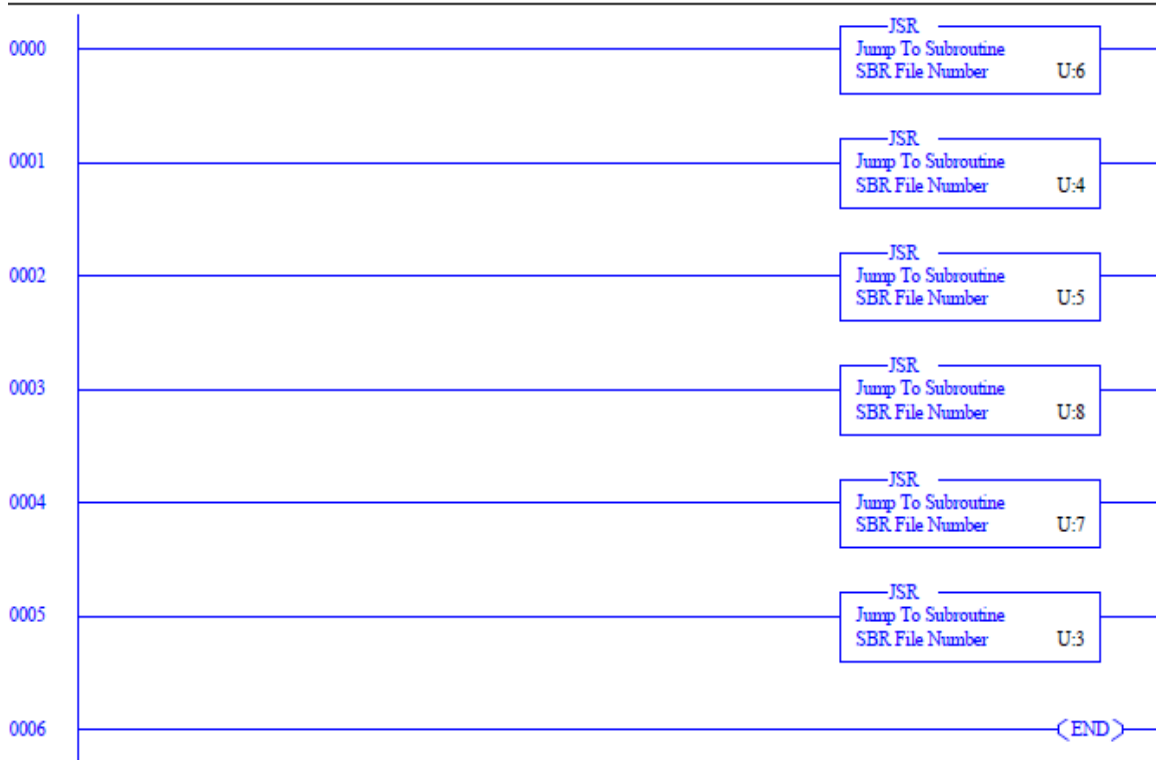 JSR
0000
Jump To Subroutine
SBR File Number U:6
JSR
0001
Jump To Subroutine
SBR File Number U:4
JSR
0002
Jump To Subroutine
SBR File Number U:5
JSR
0003
Jump To Subroutine
SBR File Number U:8
JSR
0004
Jump To Subroutine
SBR File Number U:7
JSR
0005
Jump To Subroutine
SBR File Number U:3
0006
END